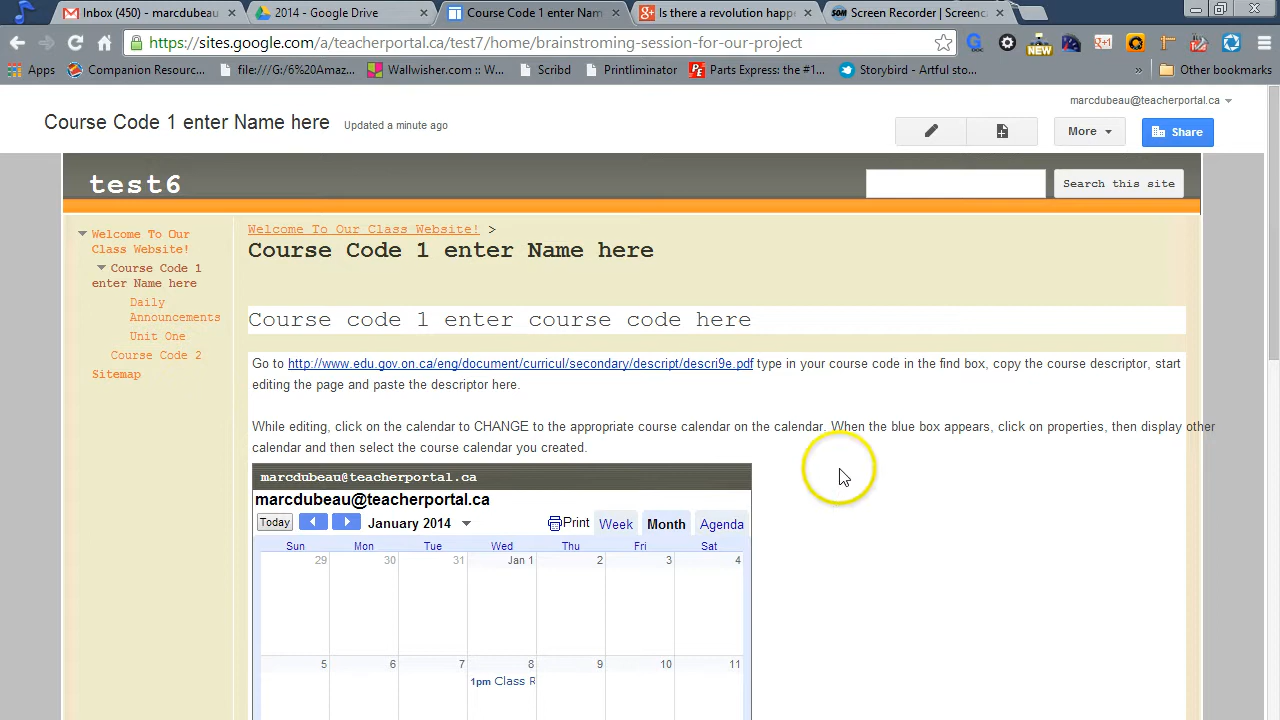 Inbox (450) - marcdubeau
2014 - Google Drive
Course Code 1 enter Nam
Is there a resolution happ
Screen Recorder | Screenc
https://sites.google.com/a/teacherportal.ca/test7/home/brainstroming-session-for-our-project
NEW
Apps
Companion Resourc...
file:///G:/6%20Amaz...
Wallwisher.com :: W...
Scribd
Printliminator
Parts Express: the #1...
Storybird - Artful sto...
»
Other bookmarks
marcdubeau@teacherportal.ca
Course Code 1 enter Name here
Updated a minute ago
More
Share
test6
Search this site
Welcome To Our
Class Website!
Course Code 1
enter Name here
Daily
Announcements
Unit One
Course Code 2
Sitemap
Welcome To Our Class Website! >
Course Code 1 enter Name here
Course code 1 enter course code here
Go to http://www.edu.gov.on.ca/eng/document/curricul/secondary/descript/descri9e.pdf type in your course code in the find box, copy the course descriptor, start
editing the page and paste the descriptor here.
While editing, click on the calendar to CHANGE to the appropriate course calendar on the calendar. When the blue box appears, click on properties, then display other
calendar and then select the course calendar you created.
marcdubeau@teacherportal.ca
marcdubeau@teacherportal.ca
Today January 2014 Print Week Month Agenda
Sun Mon Tue Wed Thu Fri Sat
29 30 31 Jan 1 2 3 4
5 6 7 8 9 10 11
1pm Class R